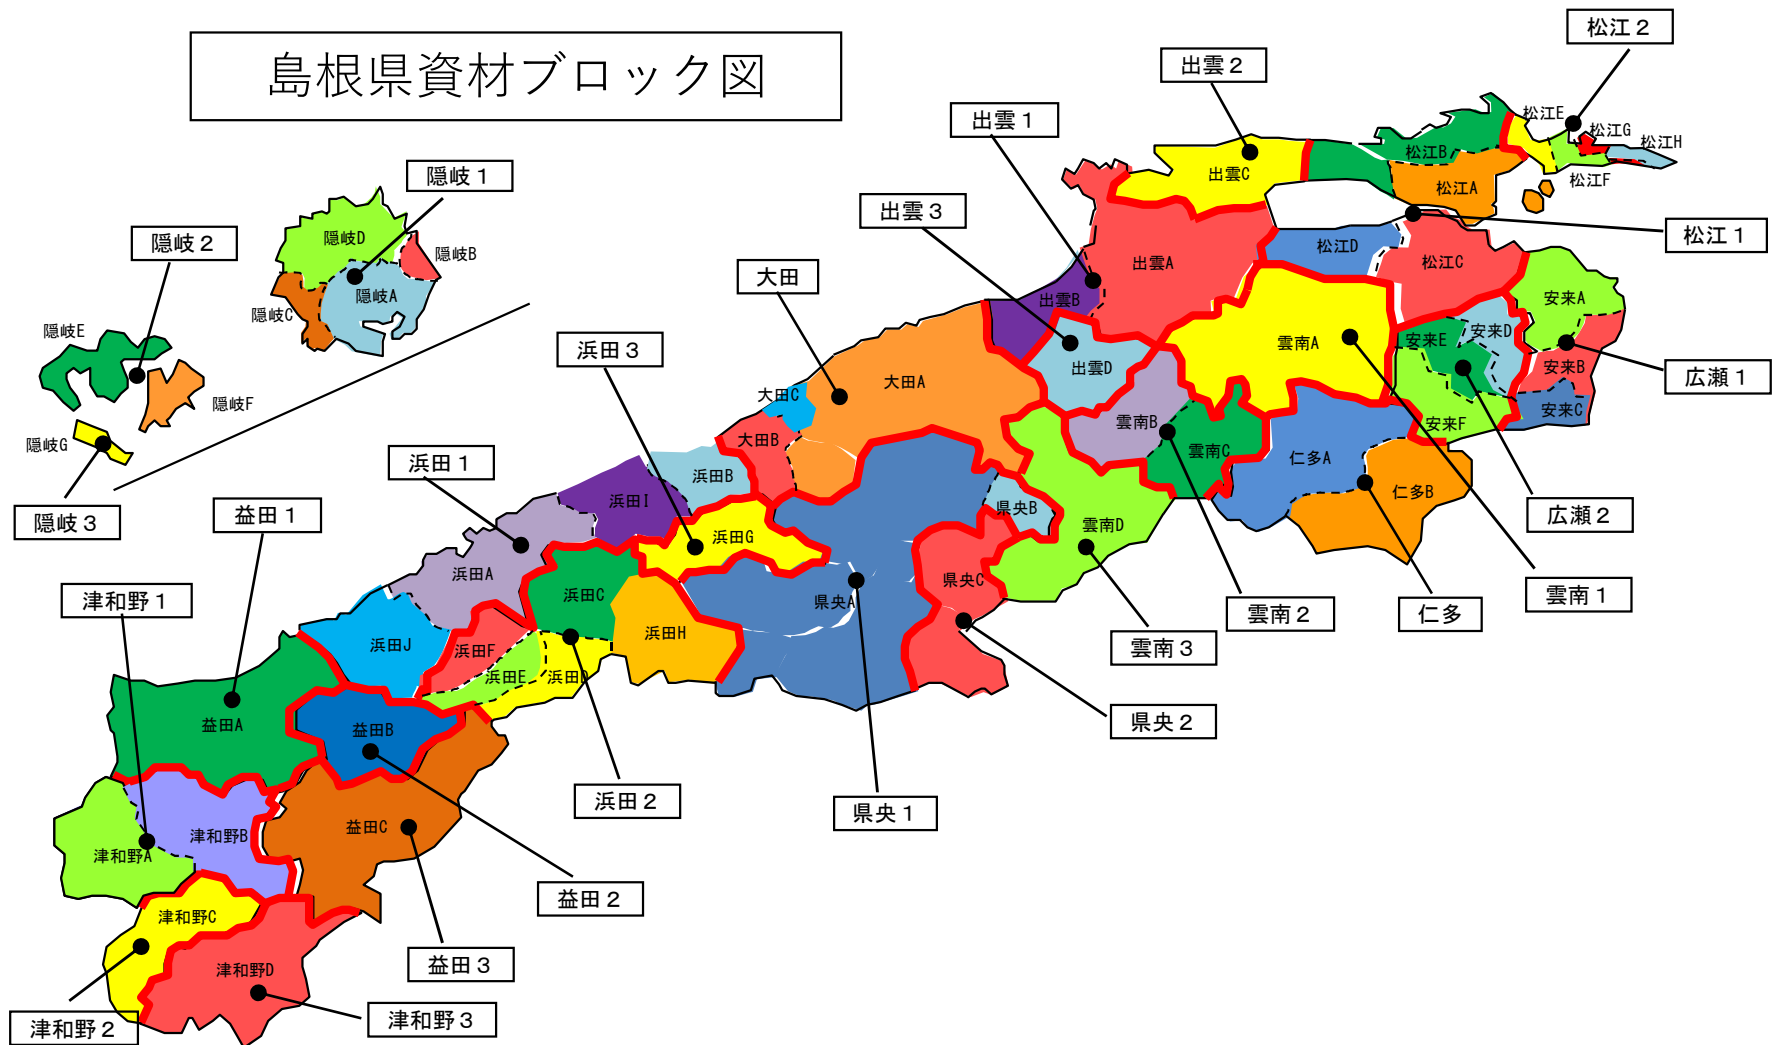 島根県資材ブロック図
松江２
出雲２
出雲１
出雲３
松江１
大田
浜田３
浜田１
隠岐１
隠岐２
隠岐３
益田１
津和野１
広瀬１
広瀬２
雲南１
仁多
雲南２
雲南３
県央２
県央１
浜田２
益田２
益田３
津和野３
津和野２
松江E
松江G
松江H
松江B
松江F
松江A
出雲C
松江D
松江C
出雲A
出雲B
出雲D
安来A
安来D
安来E
安来B
安来C
安来F
雲南A
雲南B
雲南C
雲南D
仁多A
仁多B
大田A
大田C
大田B
県央B
県央C
県央A
浜田B
浜田I
浜田G
浜田A
浜田C
浜田H
浜田J
浜田F
浜田E
浜田D
益田A
益田B
益田C
津和野B
津和野A
津和野C
津和野D
隠岐D
隠岐B
隠岐A
隠岐C
隠岐E
隠岐F
隠岐G